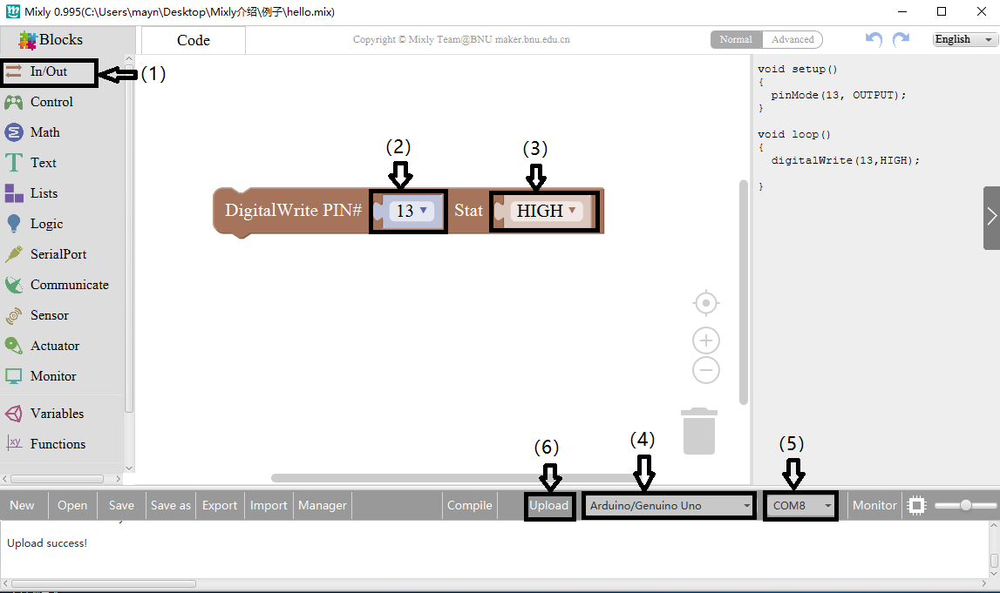 Mixly 0.995(C:\Users\mayn\Desktop\Mixly介绍\例子\hello.mix)
Blocks
Code
Copyright © Mixly Team@BNU maker.bnu.edu.cn
Normal
Advanced
English
In/Out
(1)
Control
Math
Text
Lists
Logic
SerialPort
Communicate
Sensor
Actuator
Monitor
Variables
xy
Functions
(2)
(3)
DigitalWrite PIN# 13 Stat HIGH
void setup()
{
pinMode(13, OUTPUT);
}
void loop()
{
digitalWrite(13,HIGH);
}
(6)
(4)
(5)
New
Open
Save
Save as
Export
Import
Manager
Compile
Upload
Arduino/Genuino Uno
COM8
Monitor
Upload success!